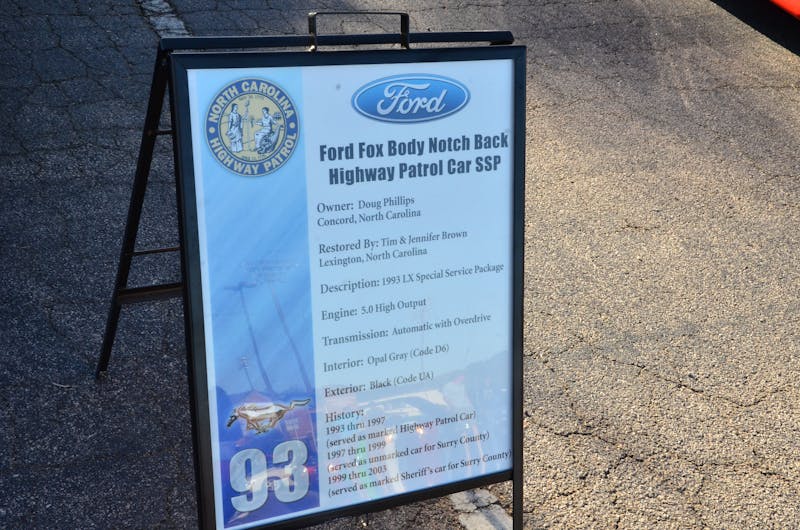 NORTH CAROLINA
HIGHWAY PATROL
Ford
Ford Fox Body Notch Back
Highway Patrol Car SSP
Owner: Doug Phillips
Concord, North Carolina
Restored By: Tim & Jennifer Brown
Lexington, North Carolina
Description: 1993 LX Special Service Package
Engine: 5.0 High Output
Transmission: Automatic with Overdrive
Interior: Opal Gray (Code D6)
Exterior: Black (Code UA)
History:
1993 thru 1997
(served as marked Highway Patrol Car)
1997 thru 1999
(served as unmarked car for Surry County)
1999 thru 2003
(served as marked Sheriff's car for Surry County)
93